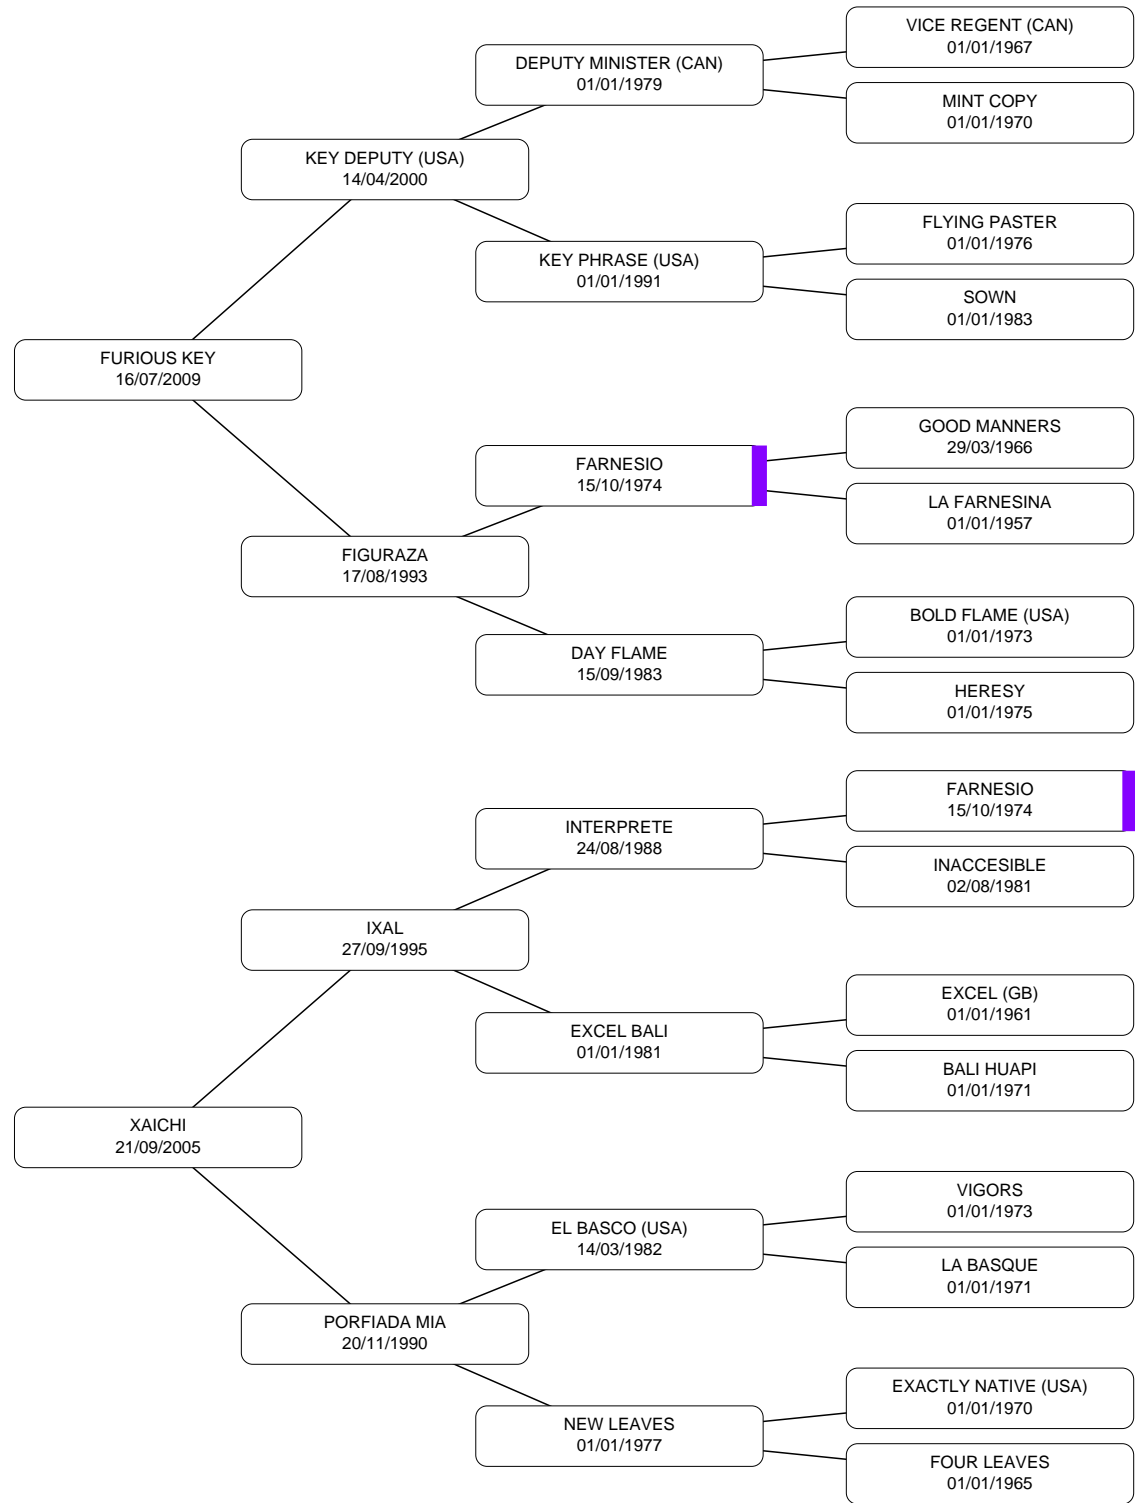 VICE REGENT (CAN)
01/01/1967
DEPUTY MINISTER (CAN)
01/01/1979
MINT COPY
01/01/1970
KEY DEPUTY (USA)
14/04/2000
FLYING PASTER
01/01/1976
KEY PHRASE (USA)
01/01/1991
SOWN
01/01/1983
FURIOUS KEY
16/07/2009
GOOD MANNERS
29/03/1966
FARNESIO
15/10/1974
LA FARNESINA
01/01/1957
FIGURAZA
17/08/1993
BOLD FLAME (USA)
01/01/1973
DAY FLAME
15/09/1983
HERESY
01/01/1975
FARNESIO
15/10/1974
INTERPRETE
24/08/1988
INACCESIBLE
02/08/1981
IXAL
27/09/1995
EXCEL (GB)
01/01/1961
EXCEL BALI
01/01/1981
BALI HUAPI
01/01/1971
XAICHI
21/09/2005
VIGORS
01/01/1973
EL BASCO (USA)
14/03/1982
LA BASQUE
01/01/1971
PORFIADA MIA
20/11/1990
EXACTLY NATIVE (USA)
01/01/1970
NEW LEAVES
01/01/1977
FOUR LEAVES
01/01/1965